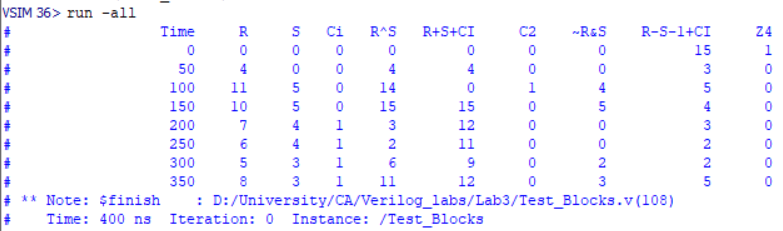 VSIM 36> run -all
# Time R S Ci R^S R+S+CI C2 ~R&S R-S-1+CI Z4
# 0 0 0 0 0 0 0 0 15 1
# 50 4 0 0 4 4 0 0 3 0
# 100 11 5 0 14 0 1 4 5 0
# 150 10 5 0 15 15 0 5 4 0
# 200 7 4 1 3 12 0 0 3 0
# 250 6 4 1 2 11 0 0 2 0
# 300 5 3 1 6 9 0 2 2 0
# 350 8 3 1 11 12 0 3 5 0
# ** Note: $finish : D:/University/CA/Verilog_labs/Lab3/Test_Blocks.v(108)
# Time: 400 ns Iteration: 0 Instance: /Test_Blocks